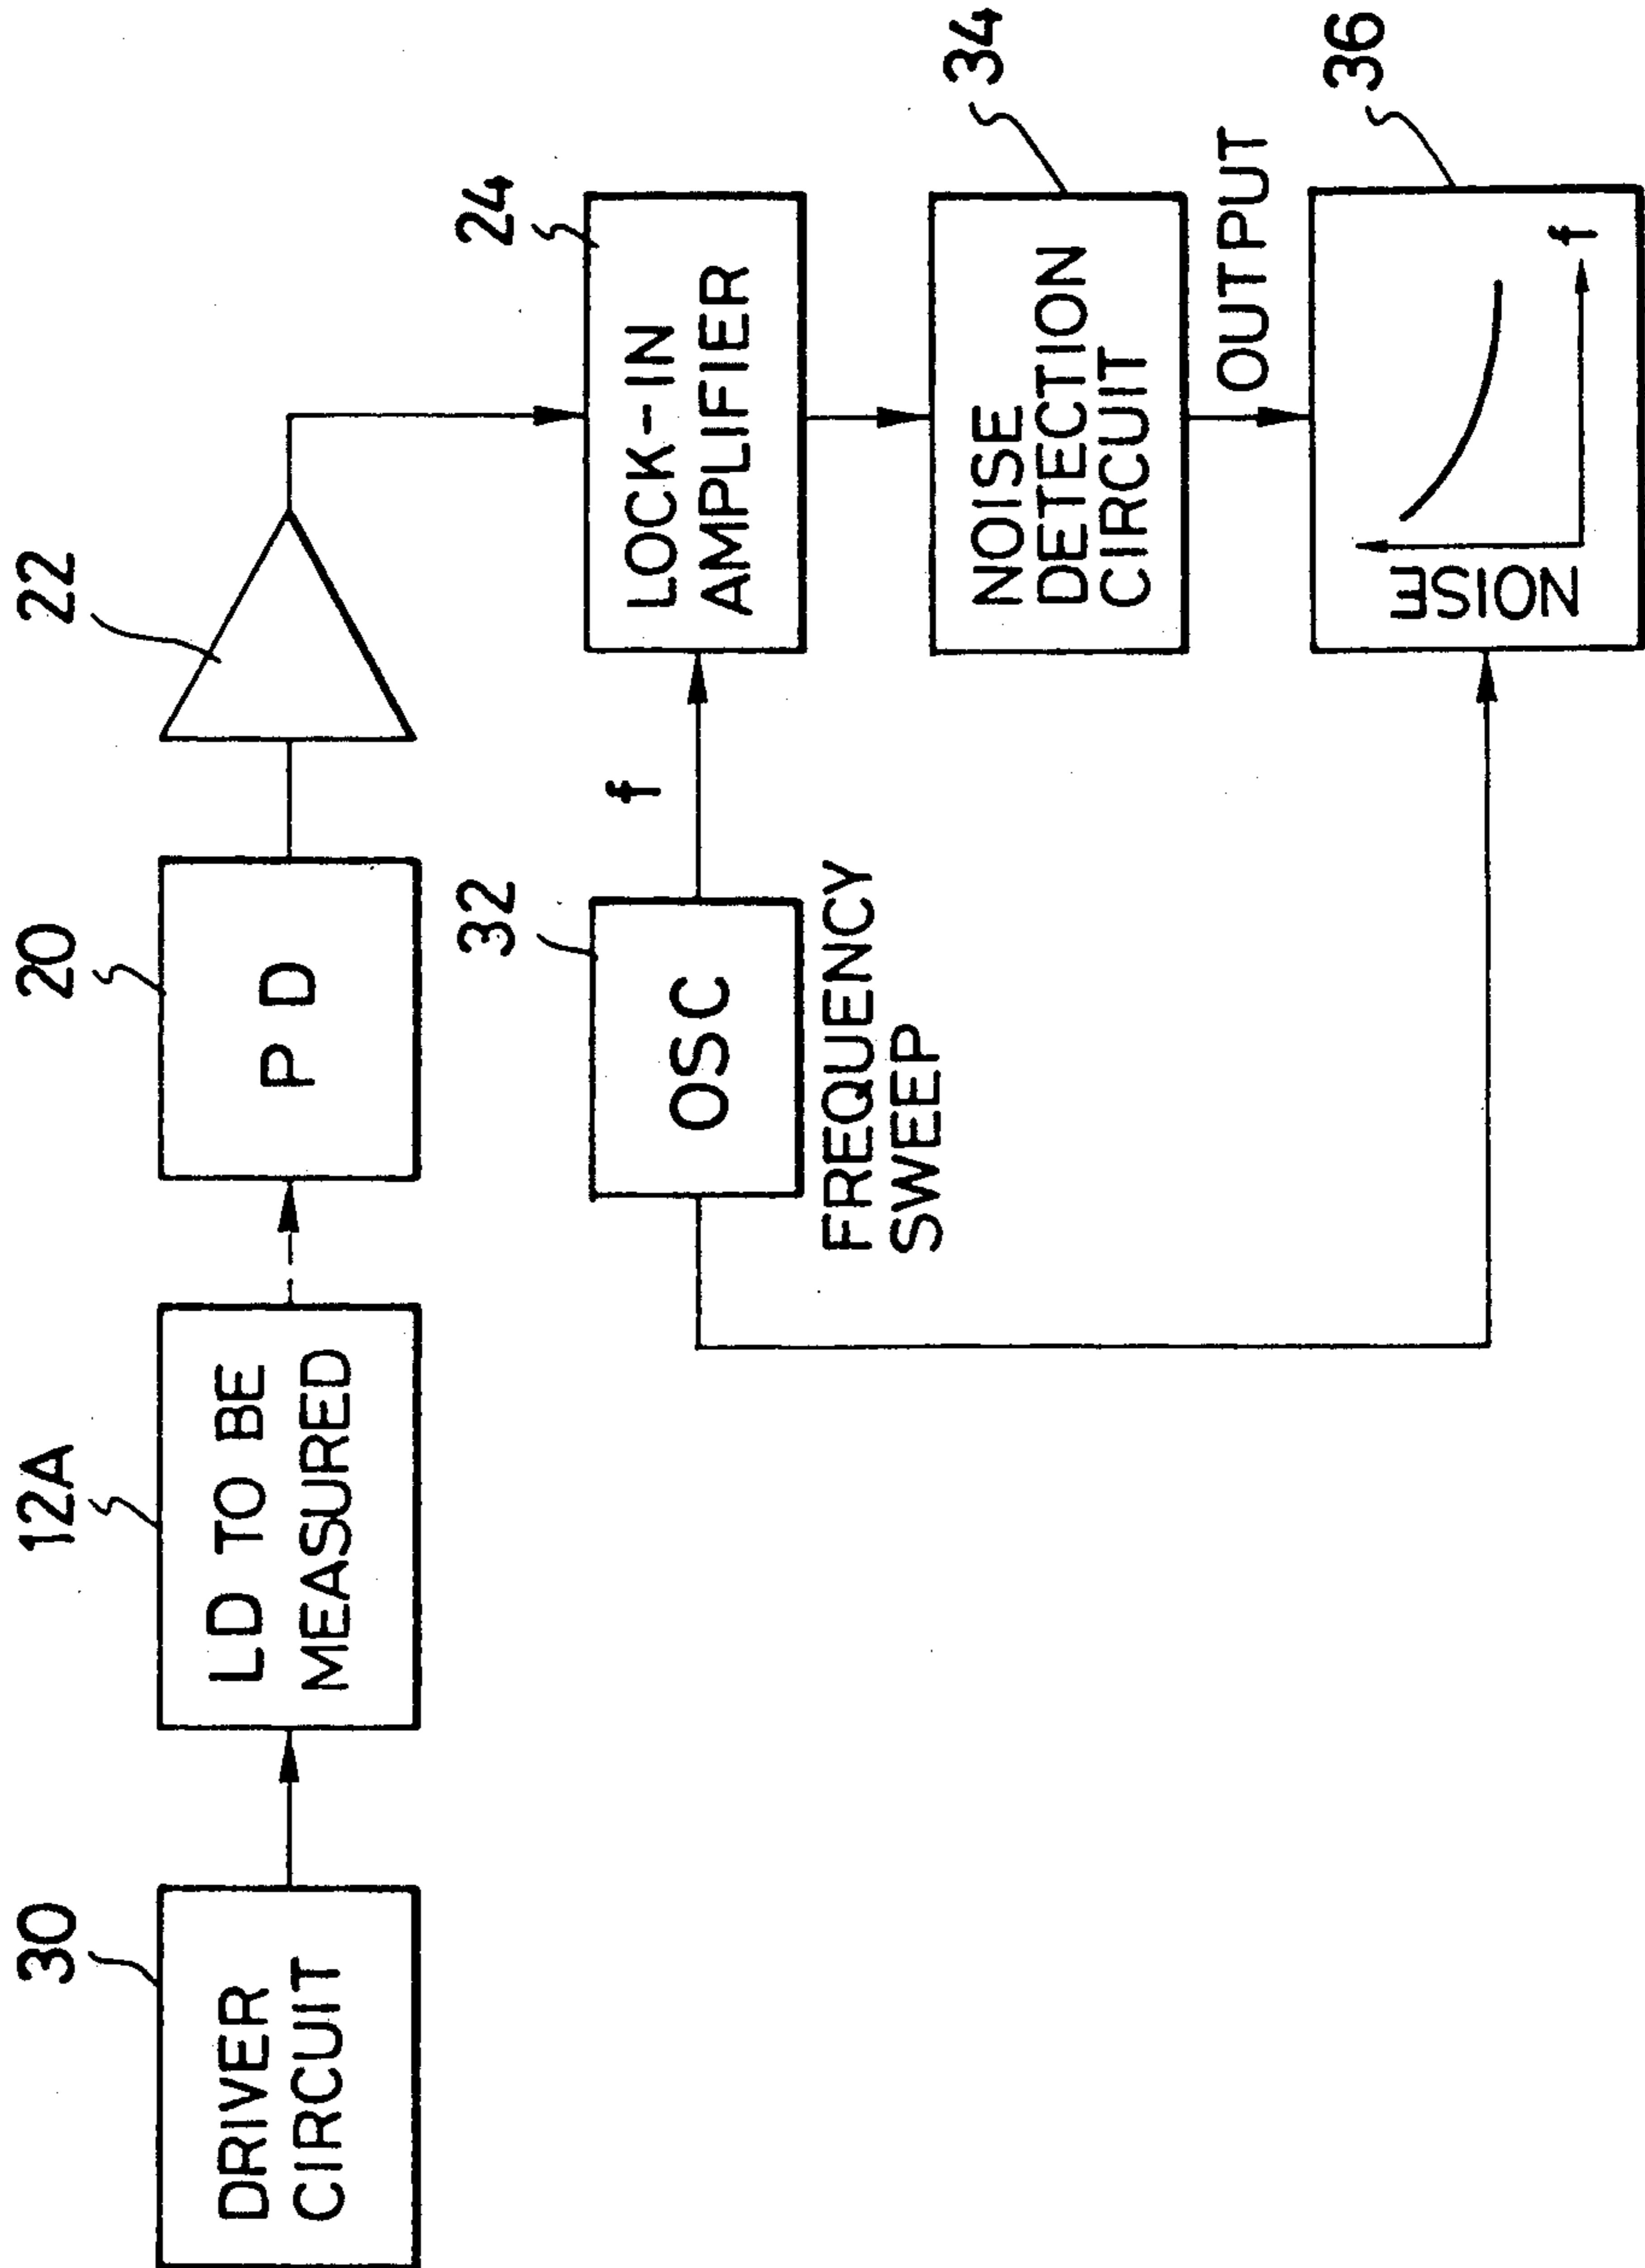 30
DRIVER
CIRCUIT
12A
LD TO BE
MEASURED
20
PD
22
24
LOCK-IN
AMPLIFIER
f
32
OSC
FREQUENCY
SWEEP
34
NOISE
DETECTION
CIRCUIT
OUTPUT
36
NOISE
f